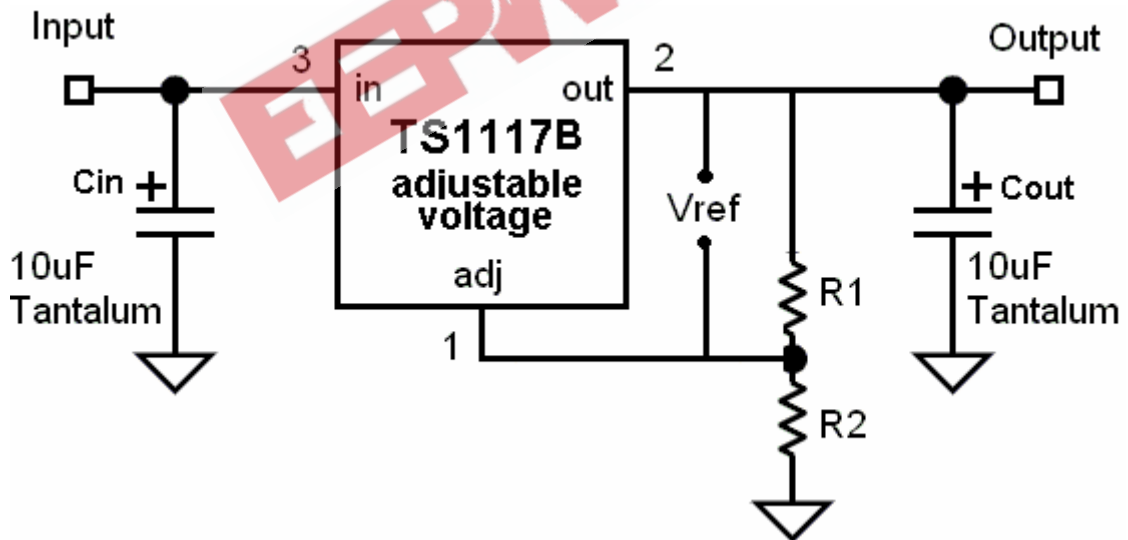 Input
Output
3
2
in
out
TS1117B
adjustable
voltage
adj
1
Cin +
10uF
Tantalum
Vref
R1
R2
+ Cout
10uF
Tantalum